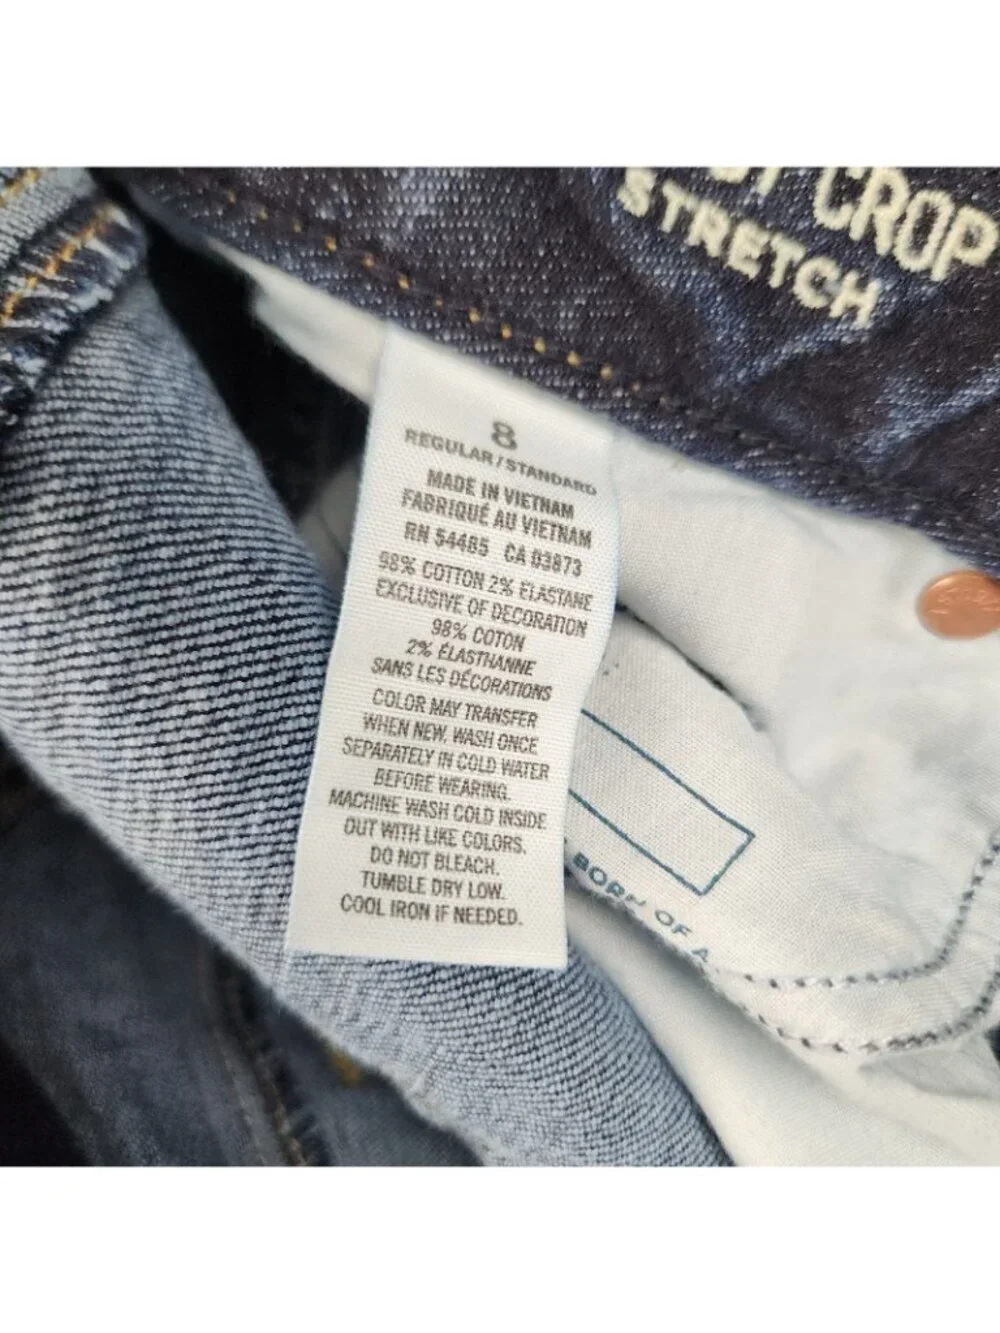 CROP
STRETCH
8
REGULAR/STANDARD
MADE IN VIETNAM
FABRIQUÉ AU VIETNAM
RN 54485 CA 03873
98% COTTON 2% ELASTANE
EXCLUSIVE OF DECORATION
98% COTON
2% ÉLASTHANNE
SANS LES DÉCORATIONS
COLOR MAY TRANSFER
WHEN NEW. WASH ONCE
SEPARATELY IN COLD WATER
BEFORE WEARING.
MACHINE WASH COLD INSIDE
OUT WITH LIKE COLORS.
DO NOT BLEACH.
TUMBLE DRY LOW.
COOL IRON IF NEEDED.
BORN OF A